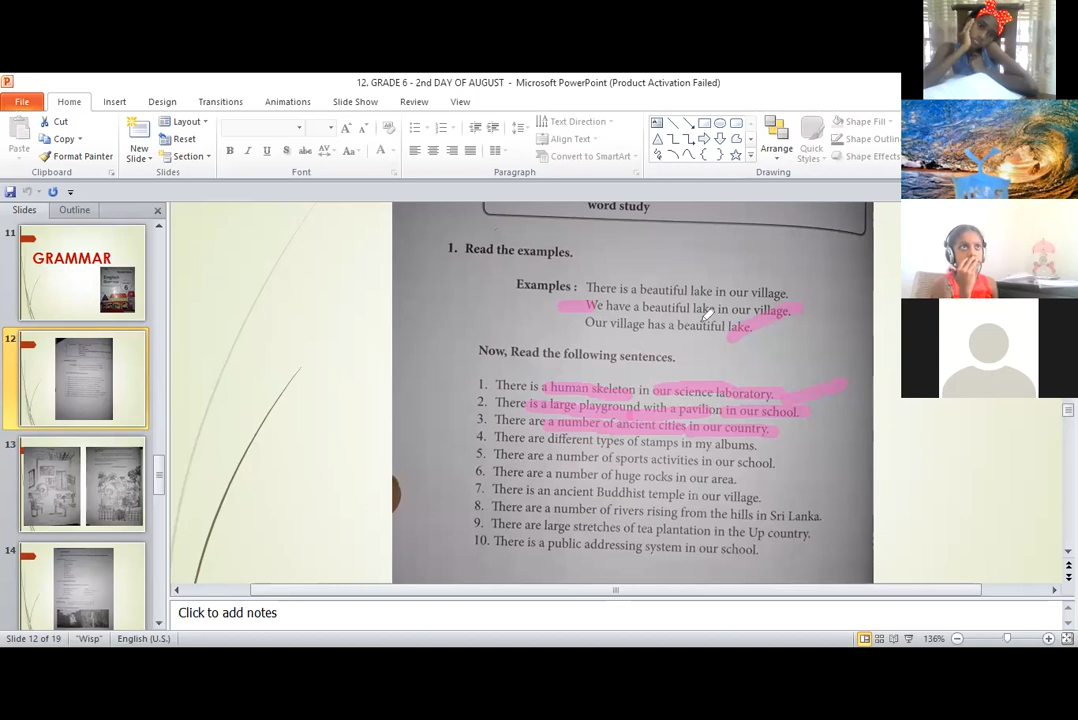 12. GRADE 6 - 2nd DAY OF AUGUST - Microsoft PowerPoint (Product Activation Failed)
File Home Insert Design Transitions Animations Slide Show Review View
Paste
Cut
Copy
Format Painter
Clipboard
New Slide
Layout
Reset
Section
Slides
Font
Text Direction
Align Text
Convert to SmartArt
Paragraph
Arrange
Quick Styles
Shape Fill
Shape Outlin
Shape Effects
Drawing
Slides Outline
11
GRAMMAR
12
13
14
word study
1. Read the examples.
Examples : There is a beautiful lake in our village.
We have a beautiful lake in our village.
Our village has a beautiful lake.
Now, Read the following sentences.
1. There is a human skeleton in our science laboratory.
2. There is a large playground with a pavilion in our school.
3. There are a number of ancient cities in our country.
4. There are different types of stamps in my albums.
5. There are a number of sports activities in our school.
6. There are a number of huge rocks in our area.
7. There is an ancient Buddhist temple in our village.
8. There are a number of rivers rising from the hills in Sri Lanka.
9. There are large stretches of tea plantation in the Up country.
10. There is a public addressing system in our school.
Click to add notes
Slide 12 of 19 "Wisp" English (U.S.) 136%